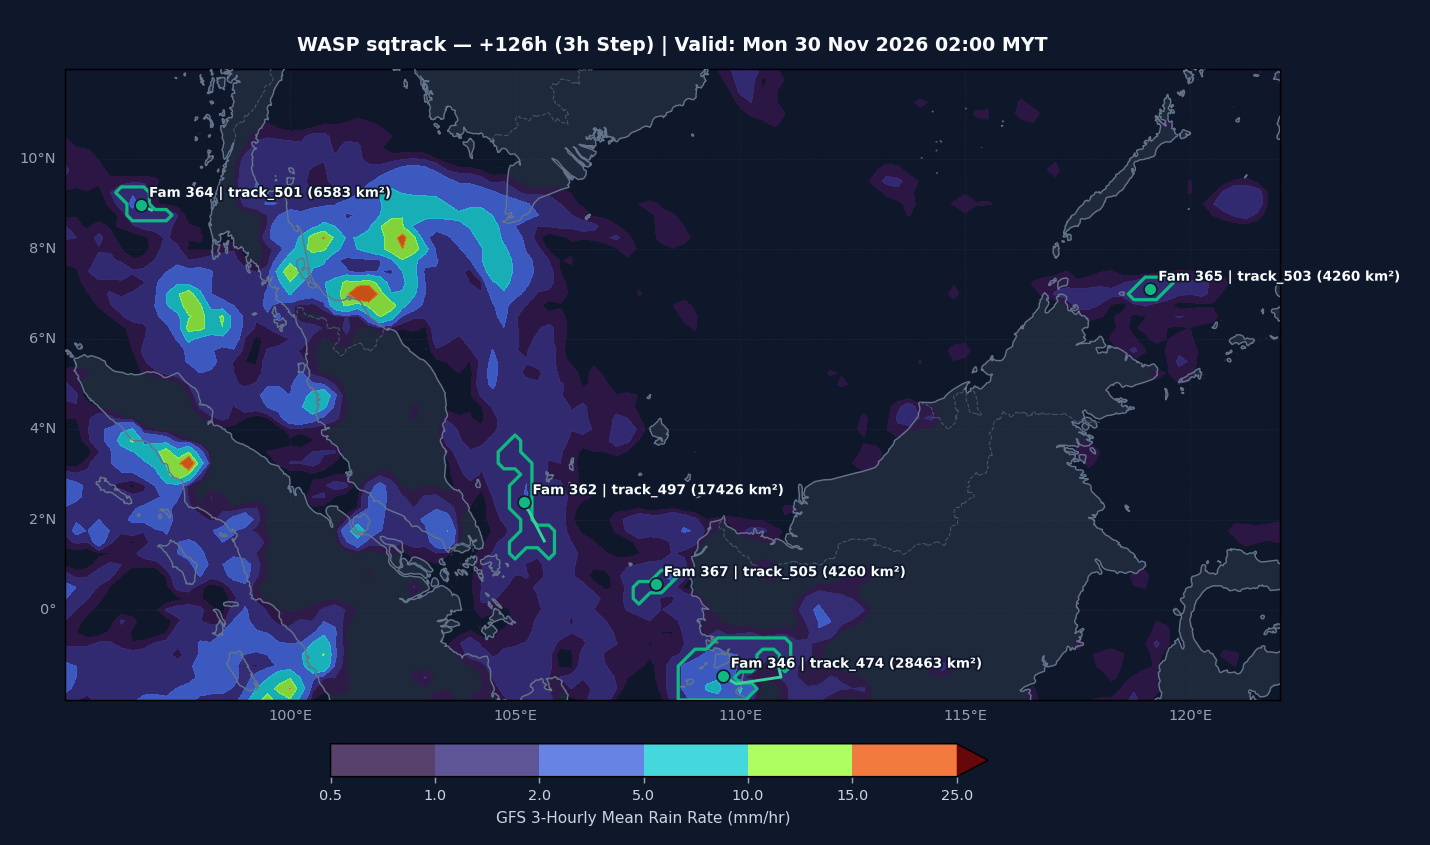 WASP sqtrack — +126h (3h Step) | Valid: Mon 30 Nov 2026 02:00 MYT
10°N
Fam 364 | track_501 (6583 km²)
8°N
Fam 365 | track_503 (4260 km²)
6°N
4°N
Fam 362 | track_497 (17426 km²)
2°N
Fam 367 | track_505 (4260 km²)
0°
Fam 346 | track_474 (28463 km²)
100°E 105°E 110°E 115°E 120°E
0.5 1.0 2.0 5.0 10.0 15.0 25.0
GFS 3-Hourly Mean Rain Rate (mm/hr)